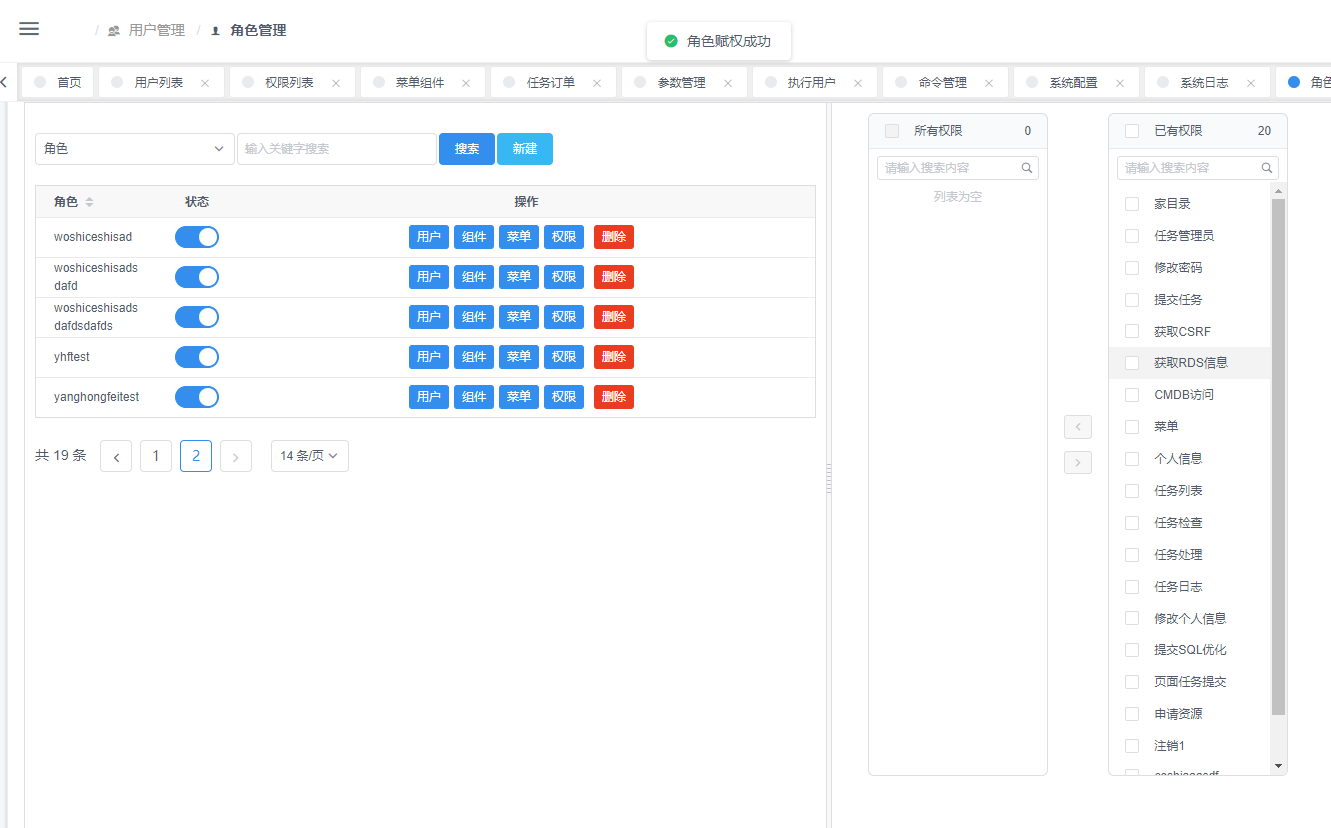 / 用户管理 / 角色管理
角色赋权成功
首页 用户列表 权限列表 菜单组件 任务订单 参数管理 执行用户 命令管理 系统配置 系统日志 角色
角色 输入关键字搜索 搜索 新建
角色 状态 操作
woshiceshisad 用户 组件 菜单 权限 删除
woshiceshisads
dafd 用户 组件 菜单 权限 删除
woshiceshisads
dafdsdafds 用户 组件 菜单 权限 删除
yhftest 用户 组件 菜单 权限 删除
yanghongfeitest 用户 组件 菜单 权限 删除
共 19 条 1 2 14 条/页
所有权限 0
请输入搜索内容
列表为空
已有权限 20
请输入搜索内容
家目录
任务管理员
修改密码
提交任务
获取CSRF
获取RDS信息
CMDB访问
菜单
个人信息
任务列表
任务检查
任务处理
任务日志
修改个人信息
提交SQL优化
页面任务提交
申请资源
注销1